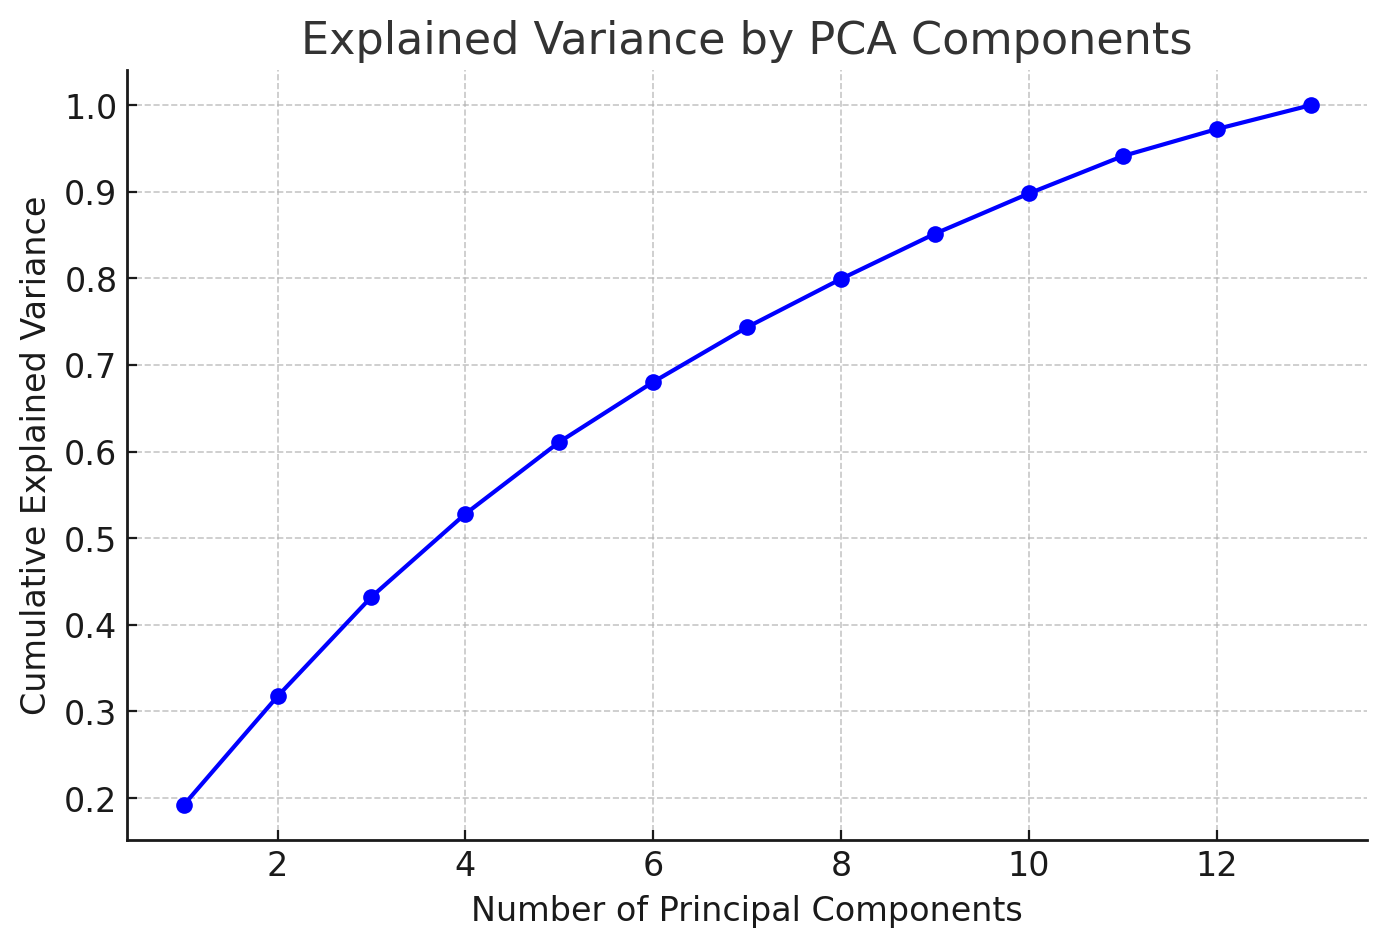 Explained Variance by PCA Components
Cumulative Explained Variance
1.0
0.9
0.8
0.7
0.6
0.5
0.4
0.3
0.2
2 4 6 8 10 12
Number of Principal Components